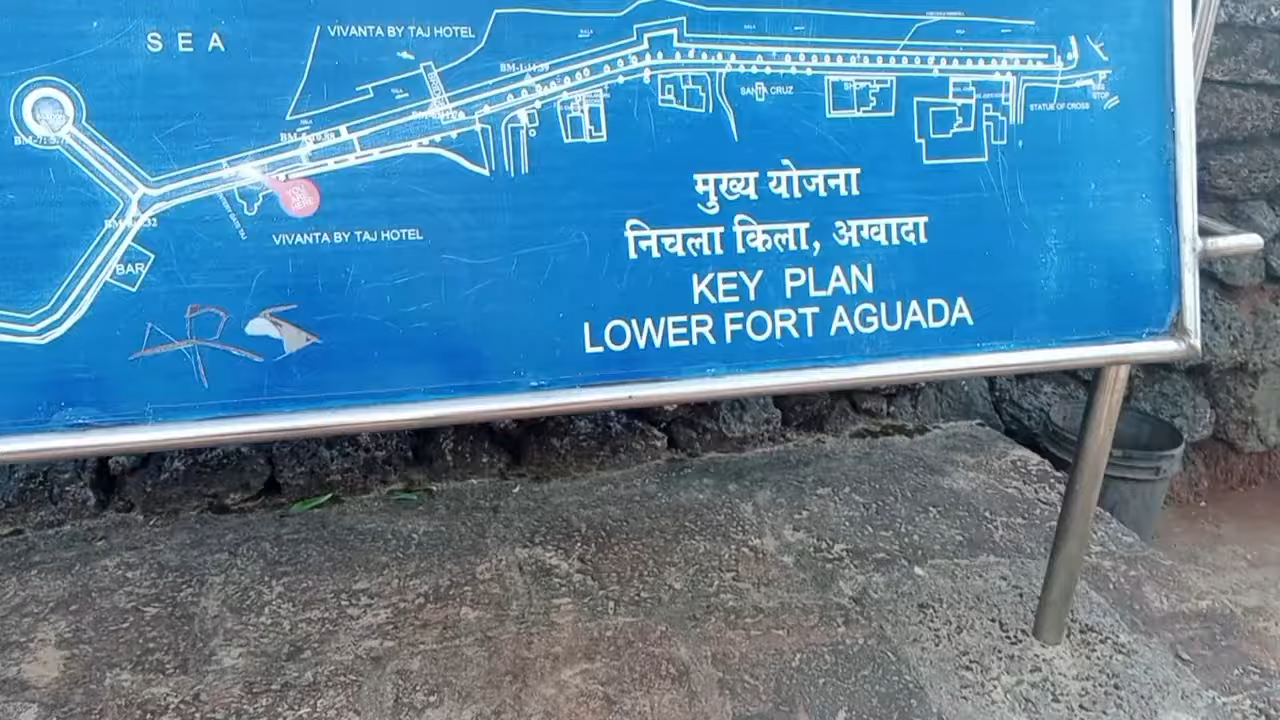 SEA
VIVANTA BY TAJ HOTEL
SANTA CRUZ
SHOP
STATUE OF CROSS
STOP
YOU ARE HERE
VIVANTA BY TAJ HOTEL
BAR
मुख्य योजना
निचला किला, अग्वादा
KEY PLAN
LOWER FORT AGUADA